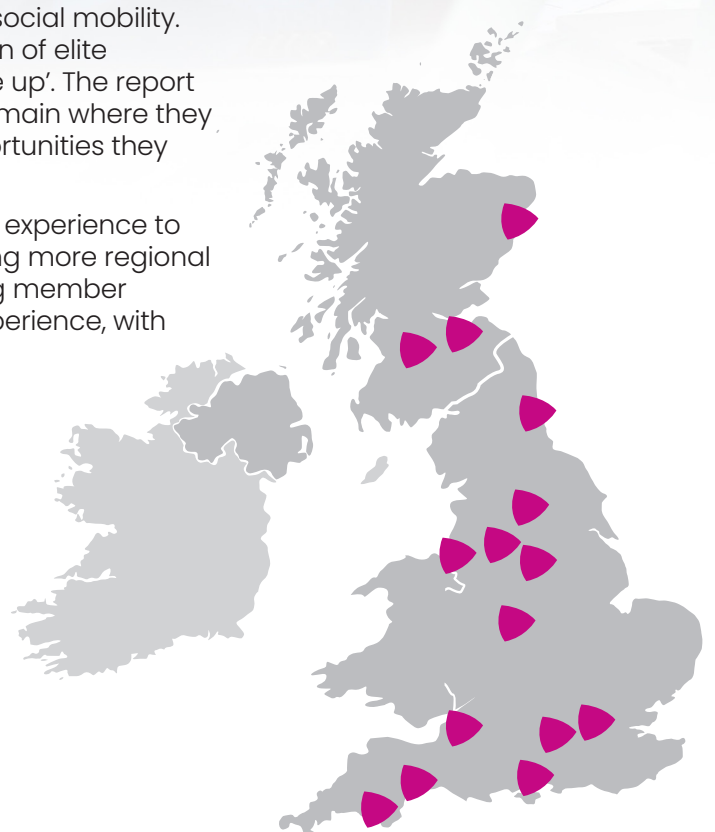 social mobility.
n of elite
e up’. The report
main where they
ortunities they
experience to
ng more regional
g member
perience, with